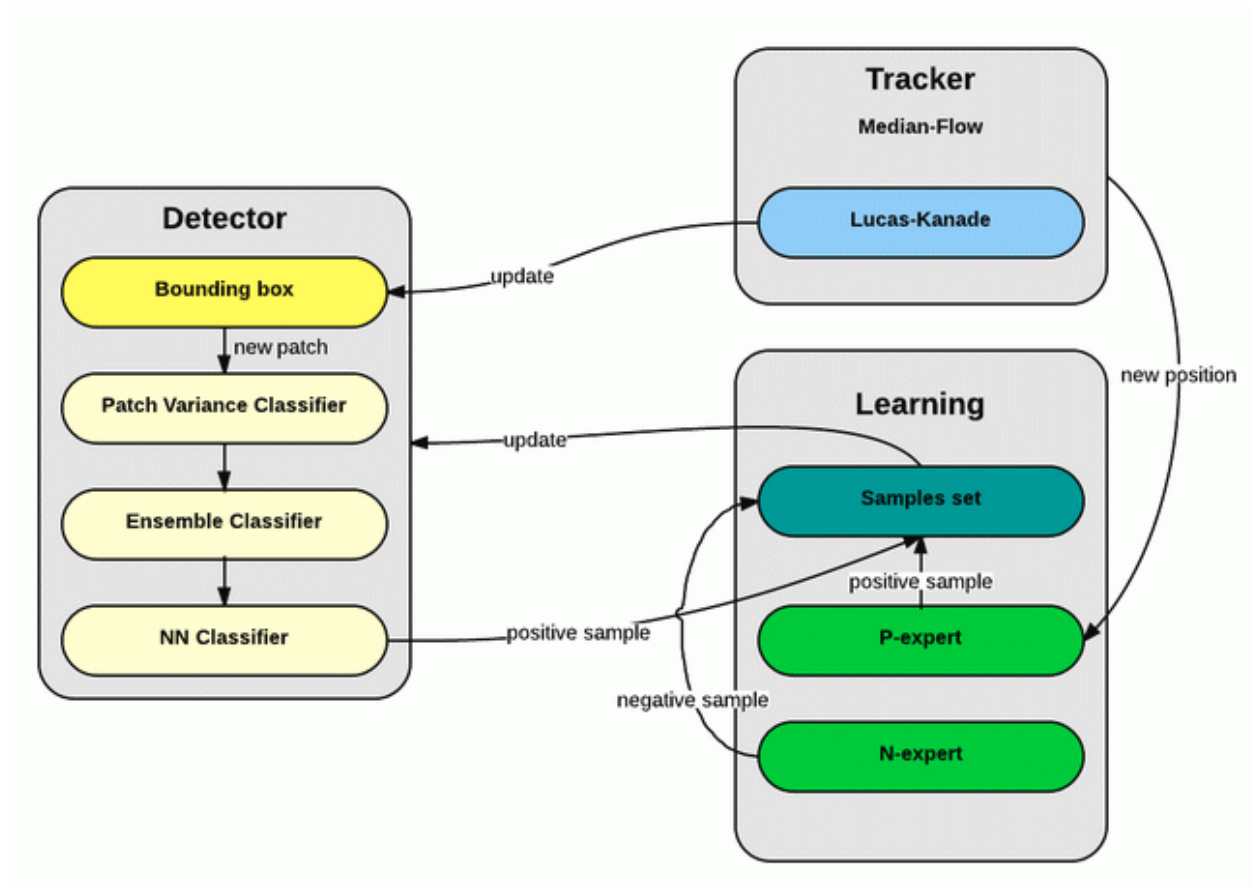 Tracker
Median-Flow
Lucas-Kanade
Detector
Bounding box
update
new patch
Patch Variance Classifier
new position
Learning
update
Samples set
Ensemble Classifier
positive sample
NN Classifier
positive sample
P-expert
negative sample
N-expert